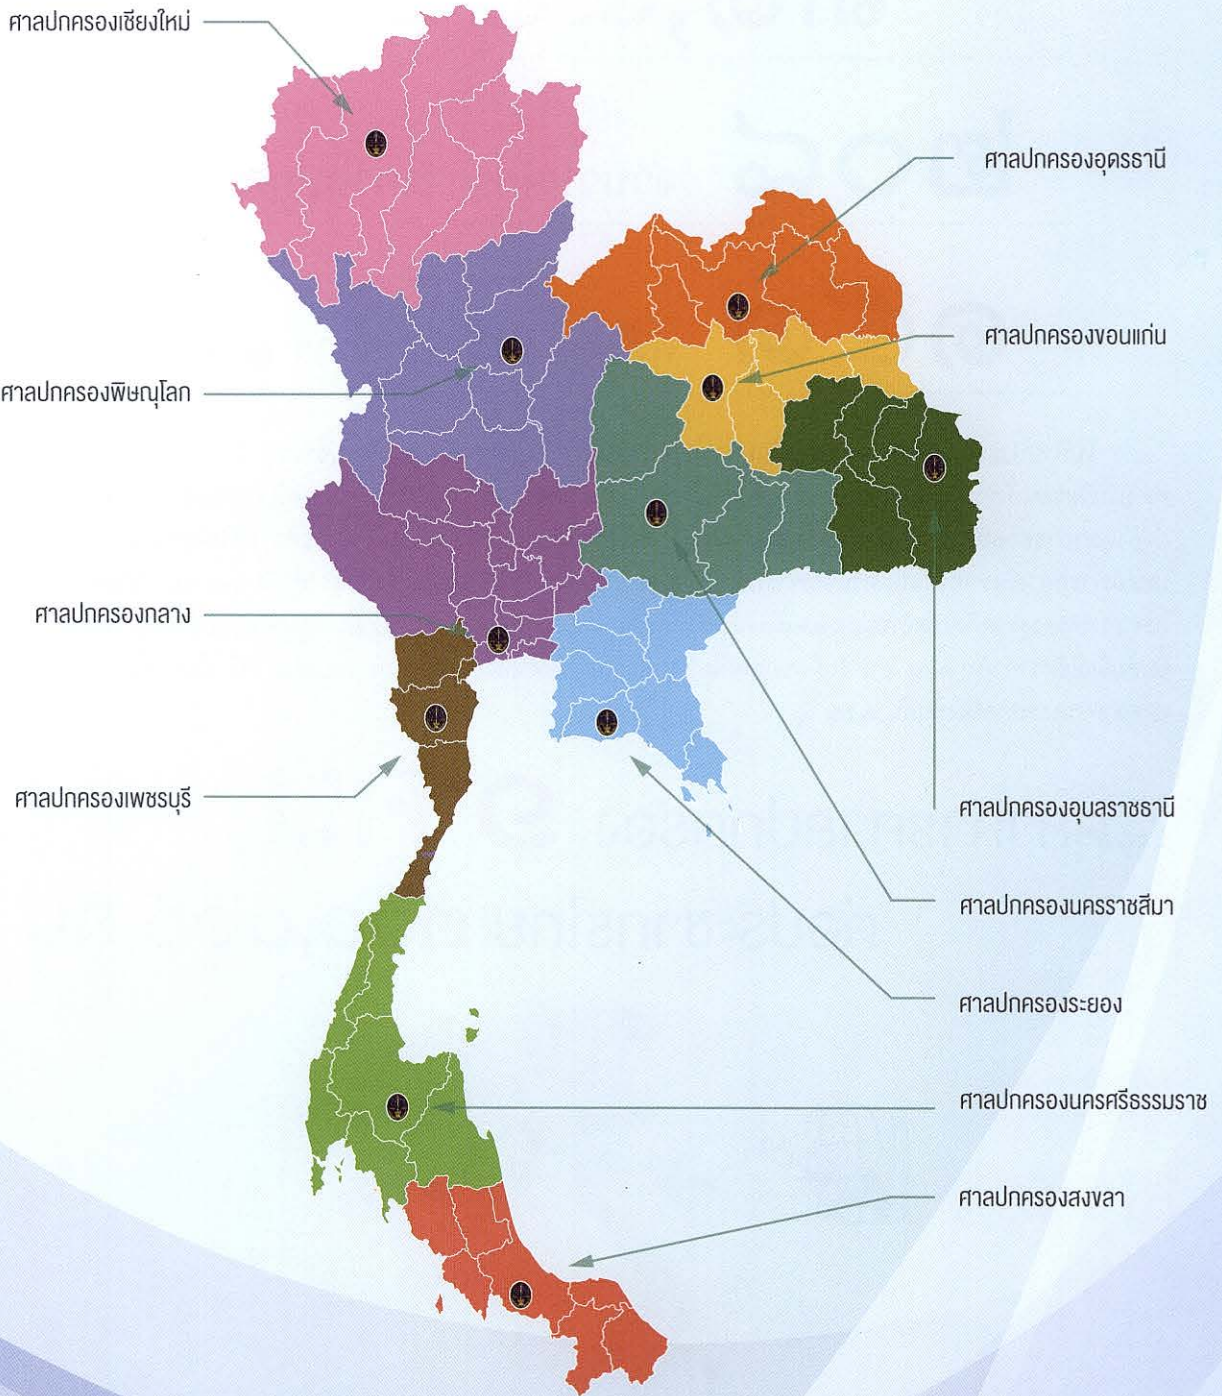 ศาลปกครองเชียงใหม่
ศาลปกครองอุดรธานี
ศาลปกครองขอนแก่น
ศาลปกครองพิษณุโลก
ศาลปกครองกลาง
ศาลปกครองเพชรบุรี
ศาลปกครองอุบลราชธานี
ศาลปกครองนครราชสีมา
ศาลปกครองระยอง
ศาลปกครองนครศรีธรรมราช
ศาลปกครองสงขลา